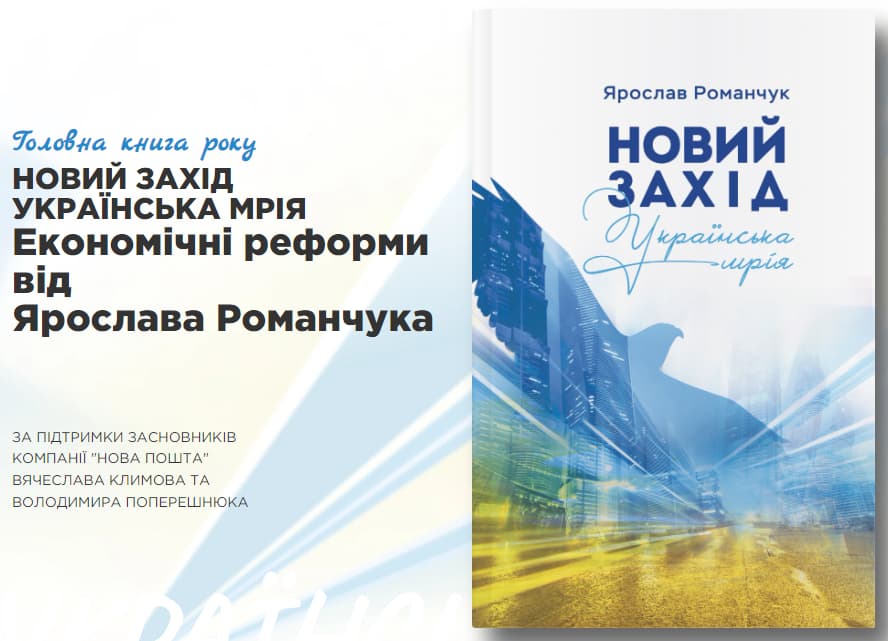 Головна книга року
НОВИЙ ЗАХІД
УКРАЇНСЬКА МРІЯ
Економічні реформи
від
Ярослава Романчука
ЗА ПІДТРИМКИ ЗАСНОВНИКІВ
КОМПАНІЇ "НОВА ПОШТА"
ВЯЧЕСЛАВА КЛИМОВА ТА
ВОЛОДИМИРА ПОПЕРЕШНЮКА
Ярослав Романчук
НОВИЙ
ЗАХІД
Українська
мрія